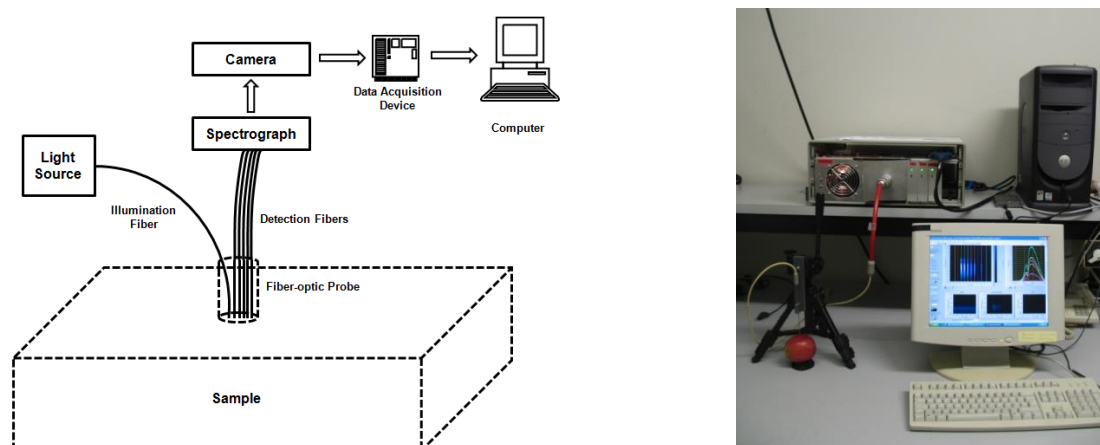 Camera
Data Acquisition
Device
Computer
Spectrograph
Light
Source
Illumination
Fiber
Detection Fibers
Fiber-optic Probe
Sample